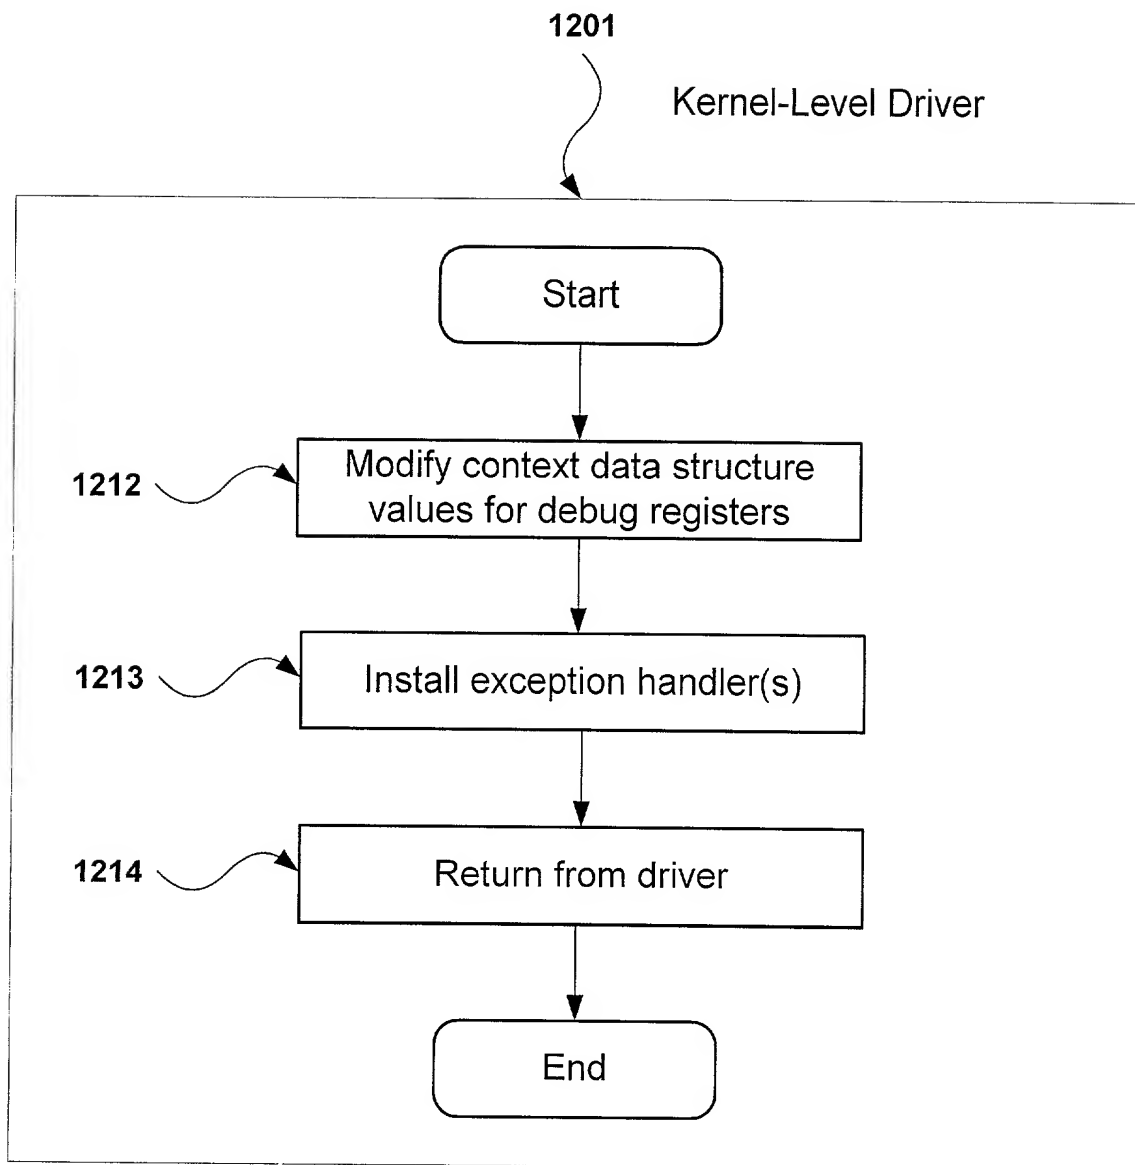 1201
Kernel-Level Driver
Start
1212
Modify context data structure
values for debug registers
1213
Install exception handler(s)
1214
Return from driver
End